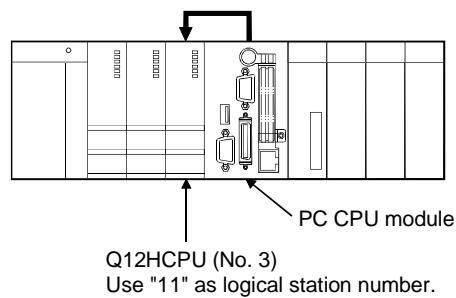 PC CPU module
Q12HCPU (No. 3)
Use "11" as logical station number.